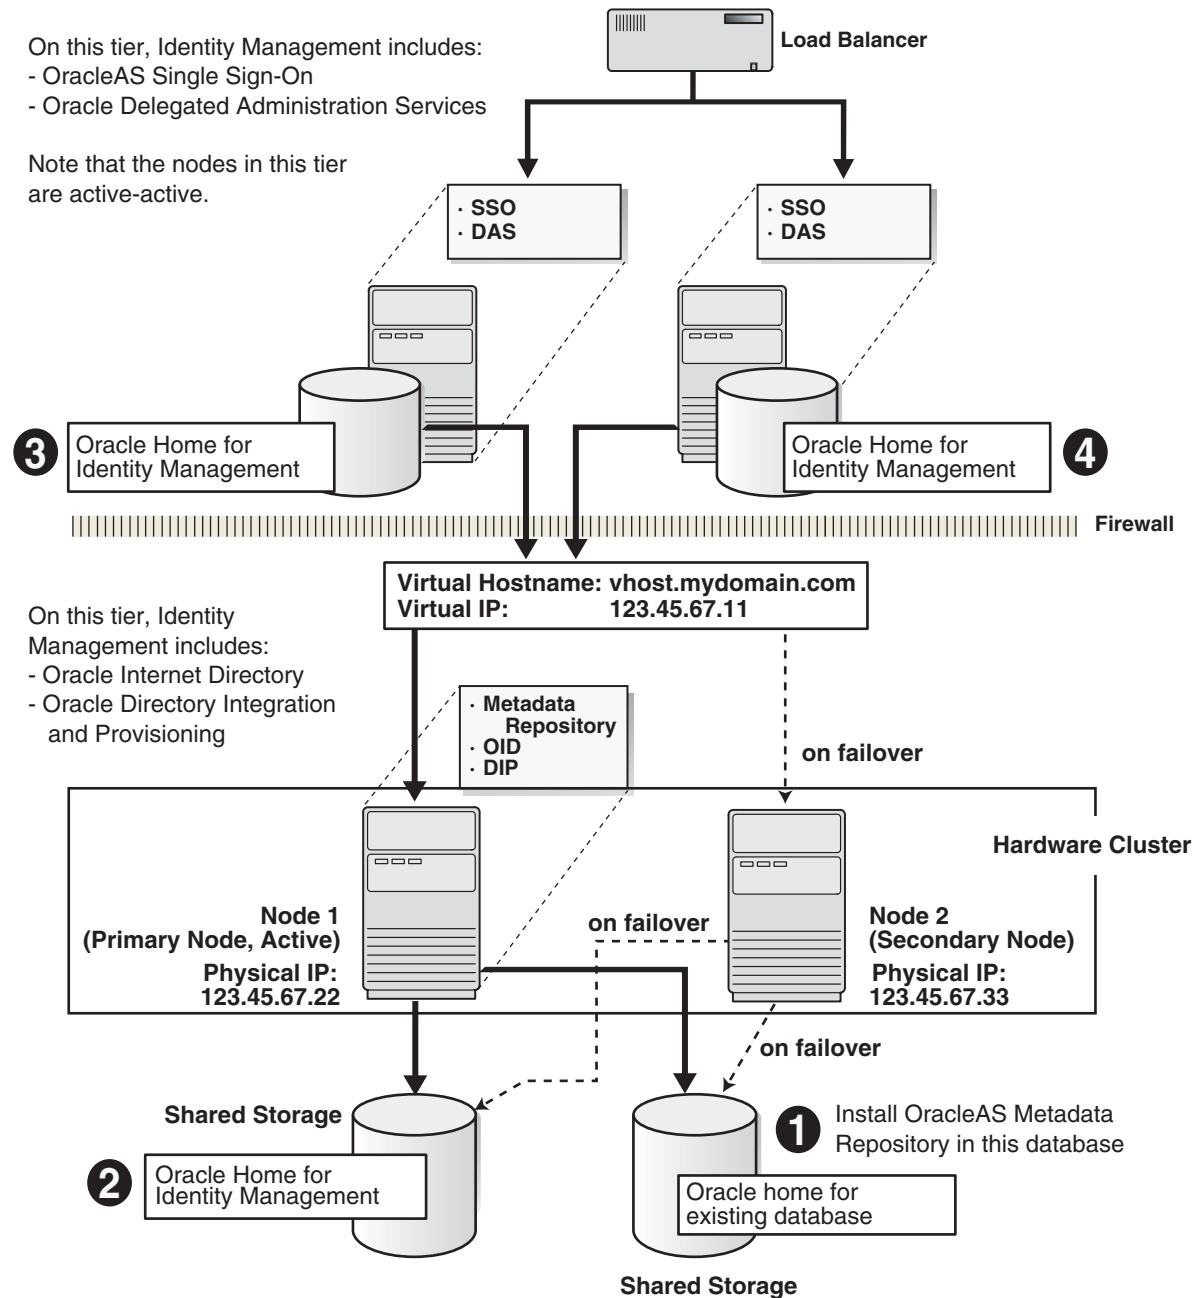 On this tier, Identity Management includes:
- OracleAS Single Sign-On
- Oracle Delegated Administration Services
Note that the nodes in this tier
are active-active.
Load Balancer
· SSO
· DAS
· SSO
· DAS
3
Oracle Home for
Identity Management
Oracle Home for
Identity Management
4
Firewall
Virtual Hostname: vhost.mydomain.com
Virtual IP: 123.45.67.11
On this tier, Identity
Management includes:
- Oracle Internet Directory
- Oracle Directory Integration
and Provisioning
· Metadata
Repository
· OID
· DIP
on failover
Hardware Cluster
Node 1
(Primary Node, Active)
Physical IP:
123.45.67.22
on failover
Node 2
(Secondary Node)
Physical IP:
123.45.67.33
on failover
Shared Storage
2
Oracle Home for
Identity Management
1
Install OracleAS Metadata
Repository in this database
Oracle home for
existing database
Shared Storage